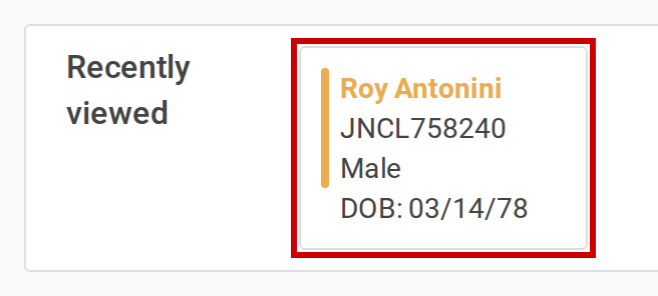 Recently
viewed
Roy Antonini
JNCL758240
Male
DOB: 03/14/78